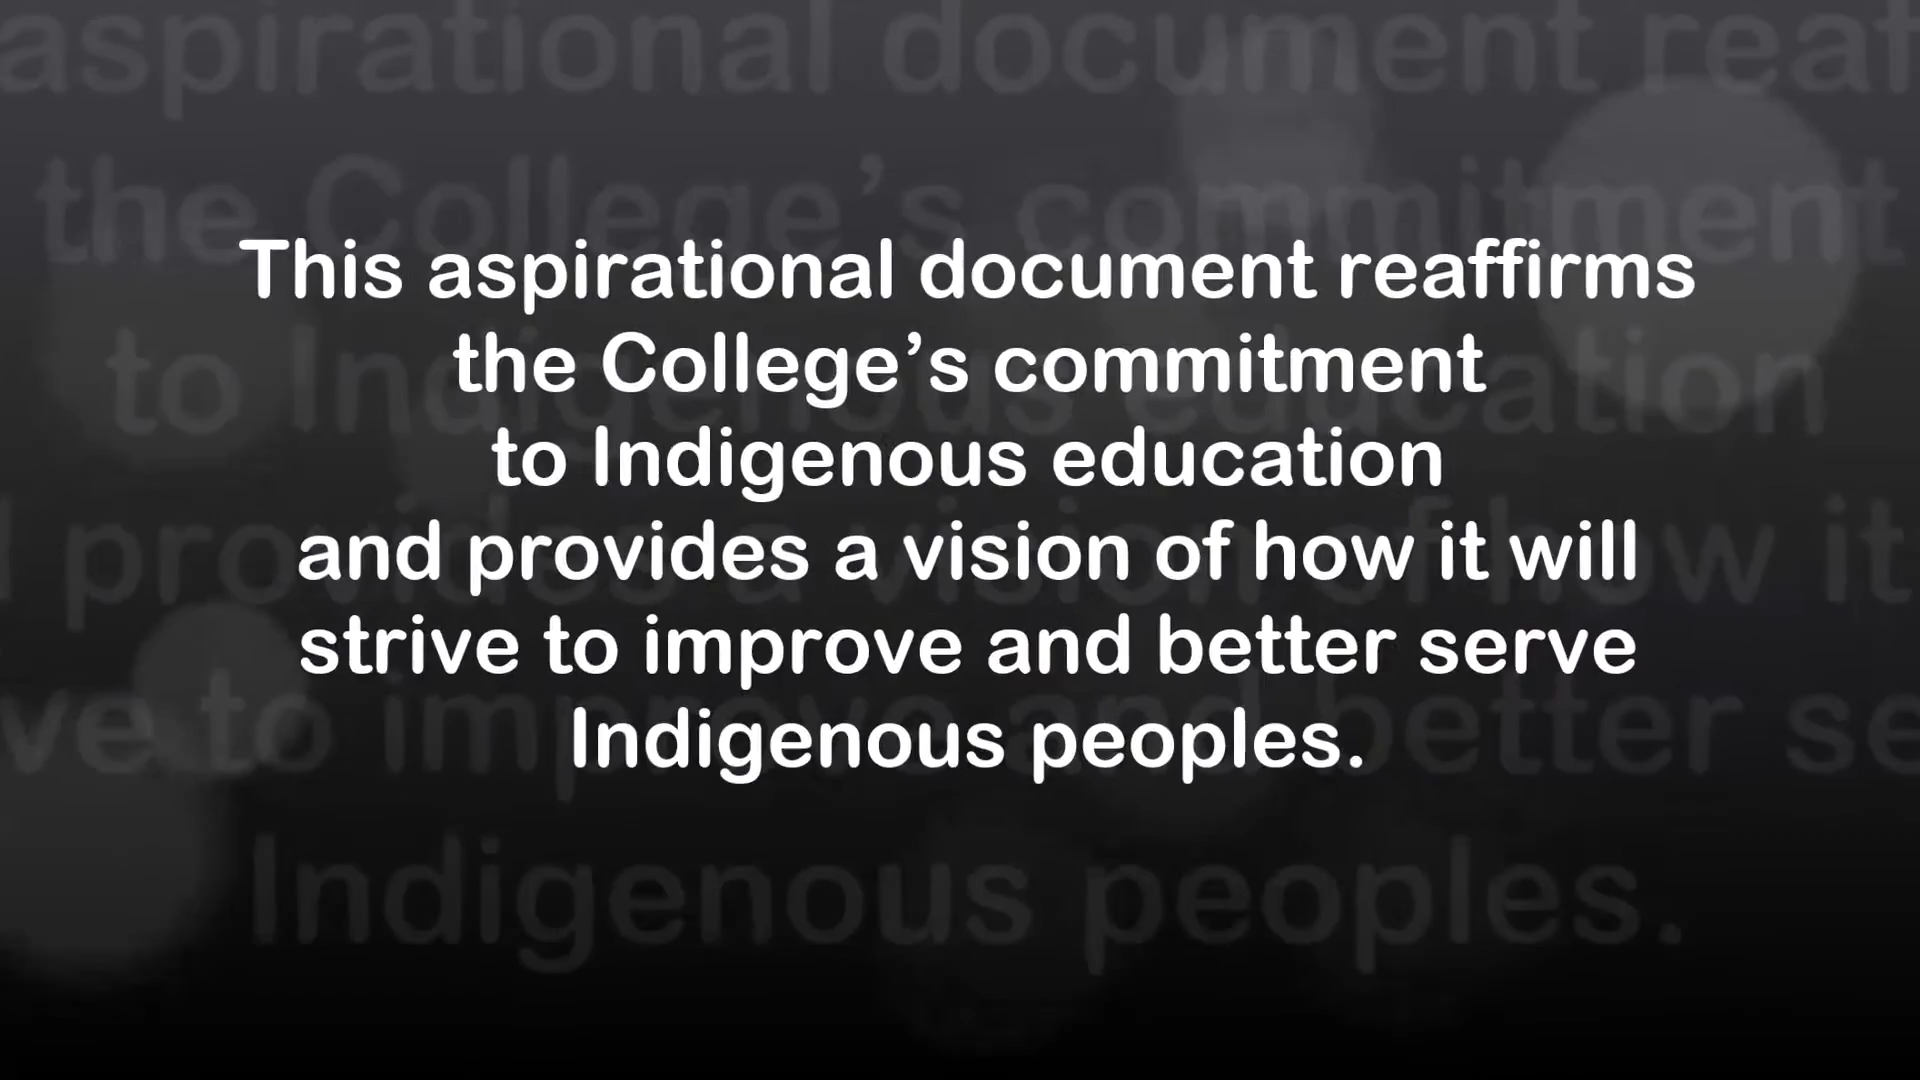 This aspirational document reaffirms
the College’s commitment
to Indigenous education
and provides a vision of how it will
strive to improve and better serve
Indigenous peoples.